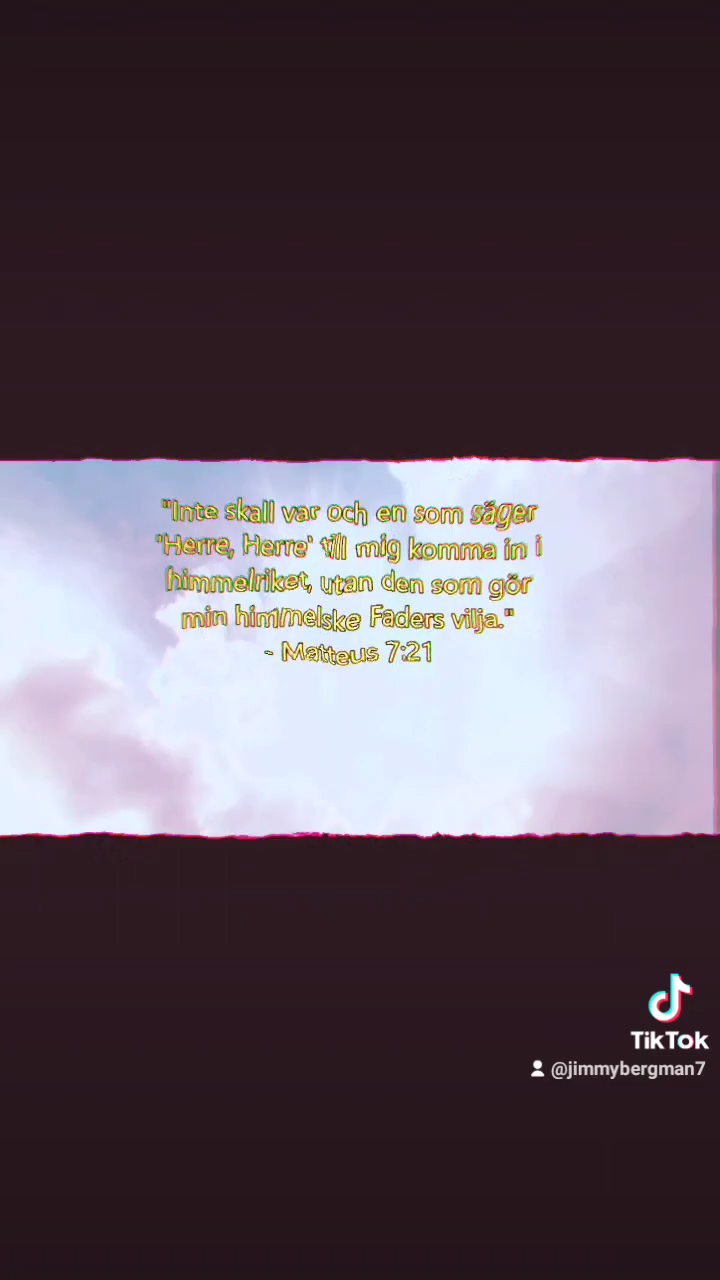 "Inte skall var och en som säger
'Herre, Herre' till mig komma in i
himmelriket, utan den som gör
min himmelske Faders vilja."
- Matteus 7:21
TikTok
@jimmybergman7